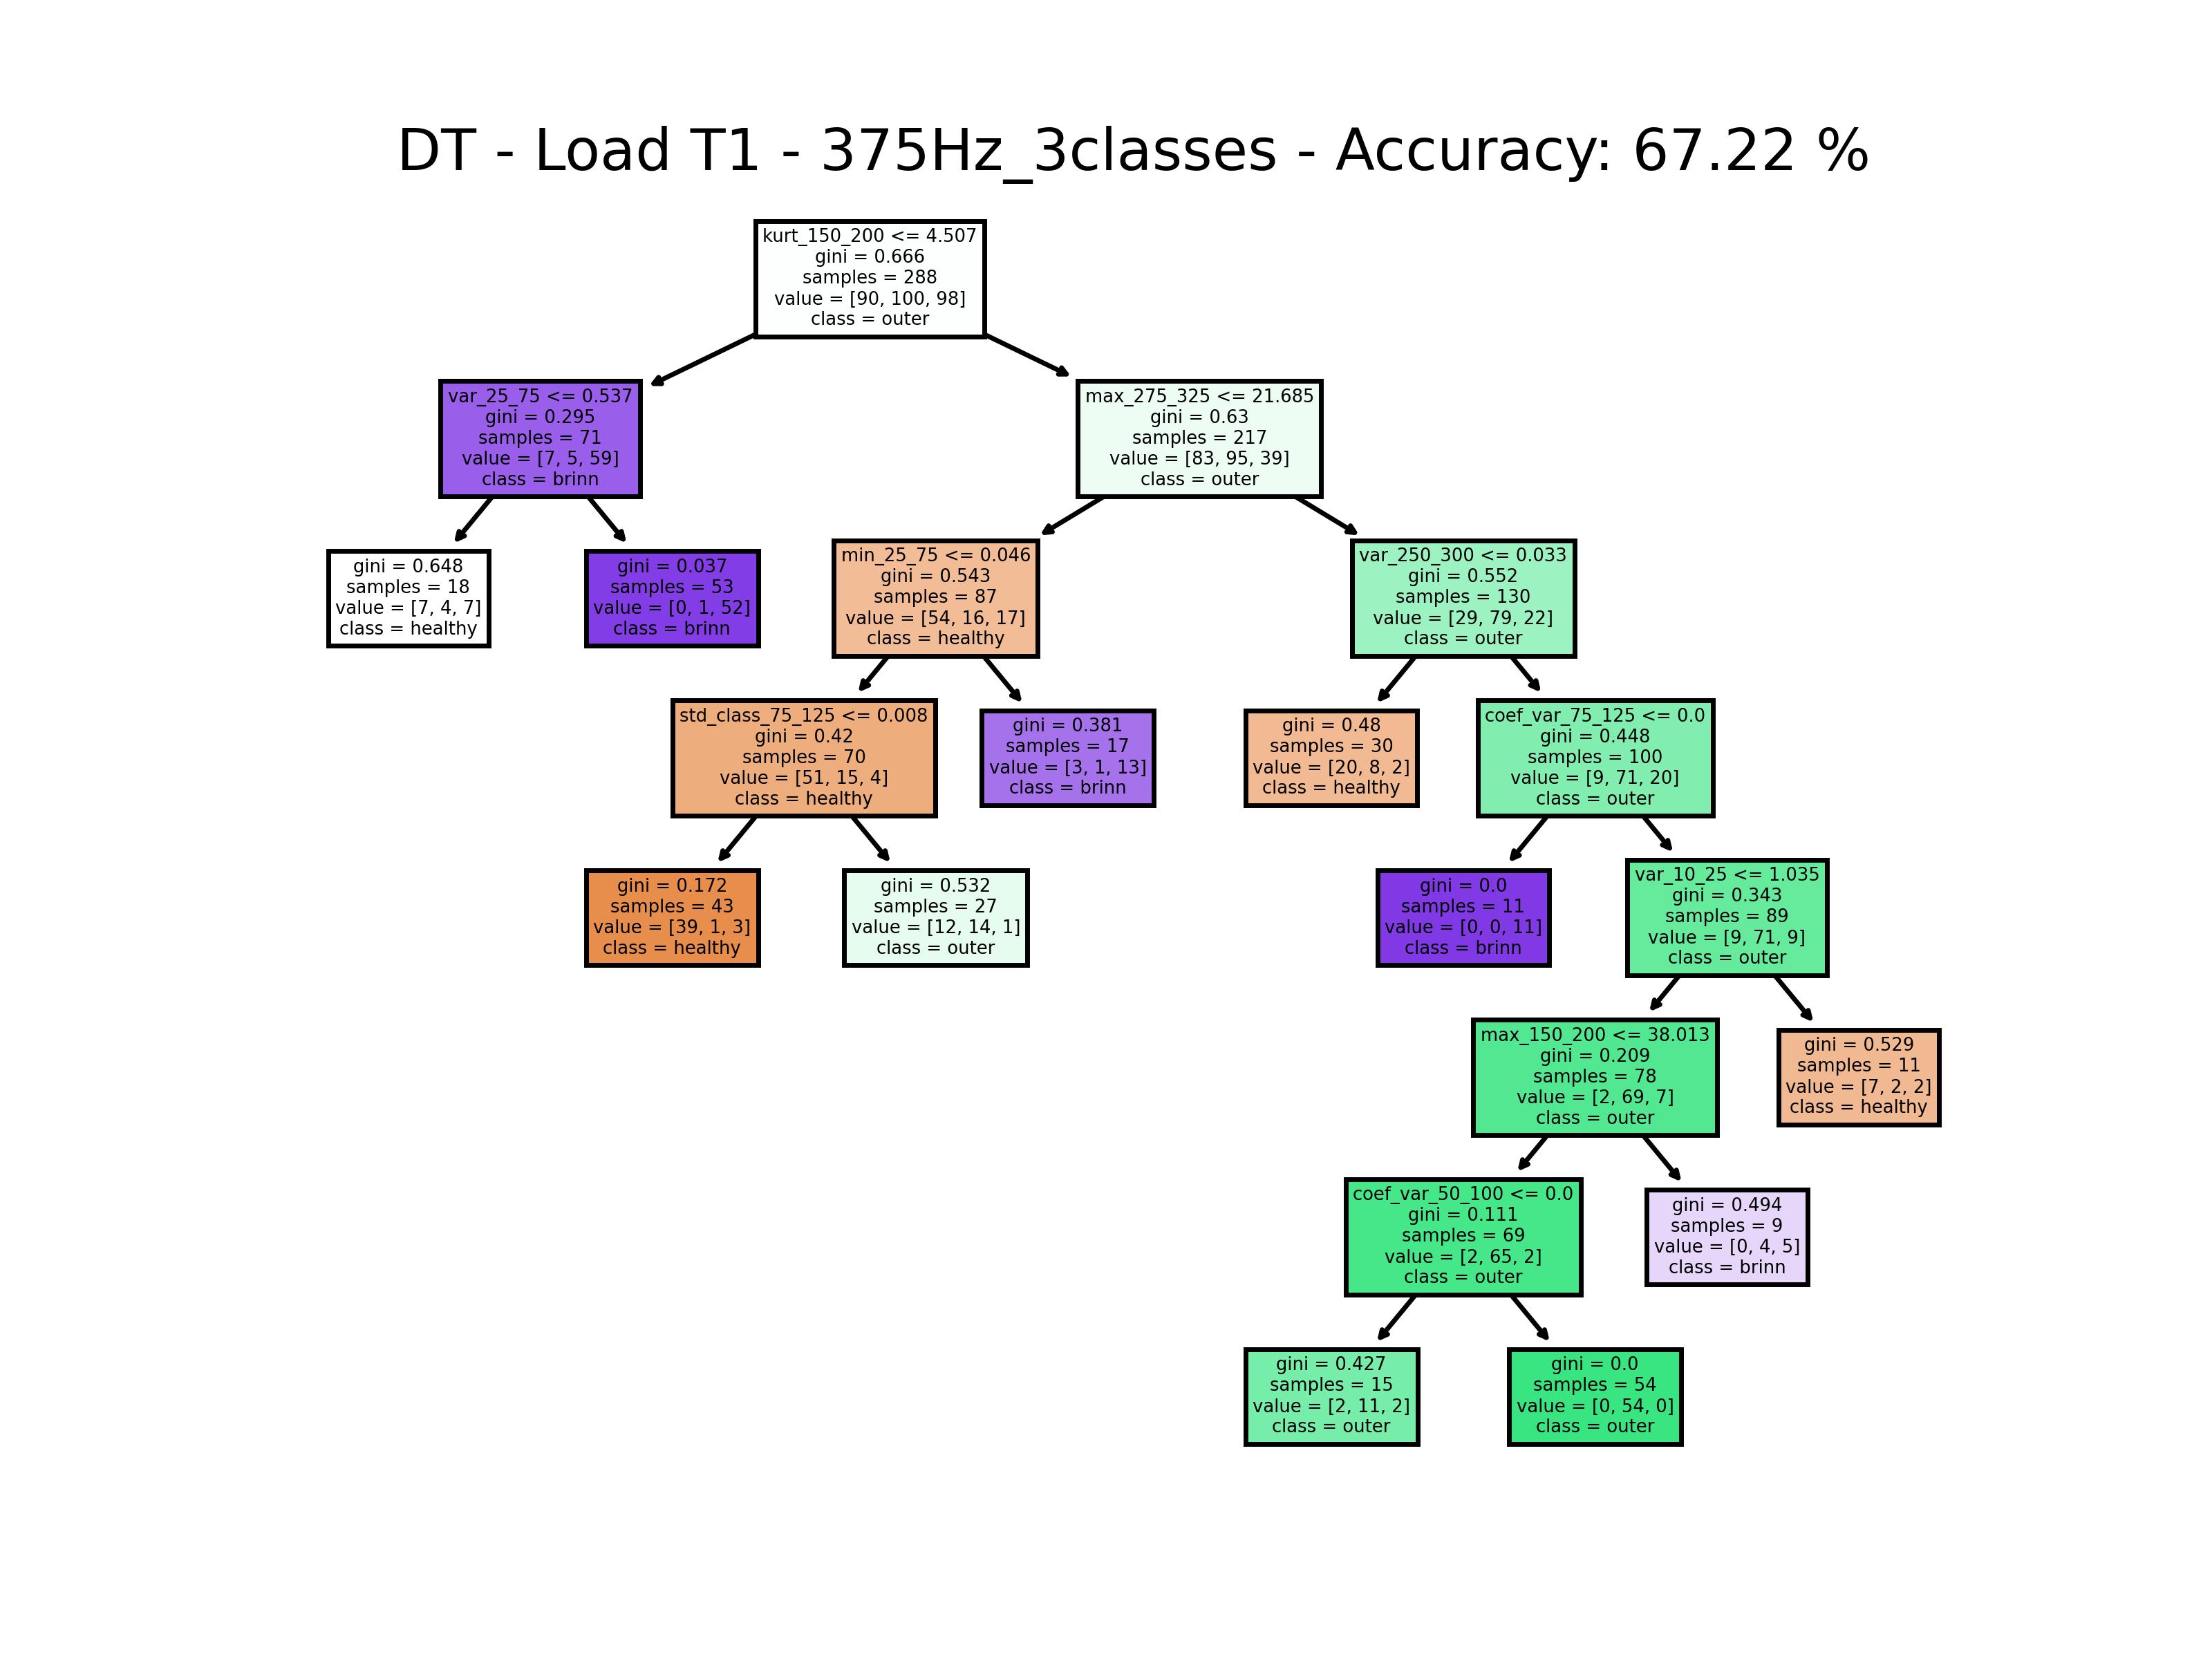 DT - Load T1 - 375Hz_3classes - Accuracy: 67.22 %
kurt_150_200 <= 4.507
gini = 0.666
samples = 288
value = [90, 100, 98]
class = outer
var_25_75 <= 0.537
gini = 0.295
samples = 71
value = [7, 5, 59]
class = brinn
max_275_325 <= 21.685
gini = 0.63
samples = 217
value = [83, 95, 39]
class = outer
gini = 0.648
samples = 18
value = [7, 4, 7]
class = healthy
gini = 0.037
samples = 53
value = [0, 1, 52]
class = brinn
min_25_75 <= 0.046
gini = 0.543
samples = 87
value = [54, 16, 17]
class = healthy
var_250_300 <= 0.033
gini = 0.552
samples = 130
value = [29, 79, 22]
class = outer
std_class_75_125 <= 0.008
gini = 0.42
samples = 70
value = [51, 15, 4]
class = healthy
gini = 0.381
samples = 17
value = [3, 1, 13]
class = brinn
gini = 0.48
samples = 30
value = [20, 8, 2]
class = healthy
coef_var_75_125 <= 0.0
gini = 0.448
samples = 100
value = [9, 71, 20]
class = outer
gini = 0.172
samples = 43
value = [39, 1, 3]
class = healthy
gini = 0.532
samples = 27
value = [12, 14, 1]
class = outer
gini = 0.0
samples = 11
value = [0, 0, 11]
class = brinn
var_10_25 <= 1.035
gini = 0.343
samples = 89
value = [9, 71, 9]
class = outer
max_150_200 <= 38.013
gini = 0.209
samples = 78
value = [2, 69, 7]
class = outer
gini = 0.529
samples = 11
value = [7, 2, 2]
class = healthy
coef_var_50_100 <= 0.0
gini = 0.111
samples = 69
value = [2, 65, 2]
class = outer
gini = 0.494
samples = 9
value = [0, 4, 5]
class = brinn
gini = 0.427
samples = 15
value = [2, 11, 2]
class = outer
gini = 0.0
samples = 54
value = [0, 54, 0]
class = outer